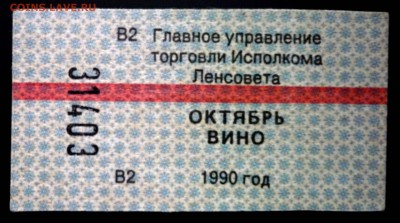 COINS.LAVE.RU
В2 Главное управление
торговли Исполкома
Ленсовета
31403
ОКТЯБРЬ
ВИНО
В2 1990 год